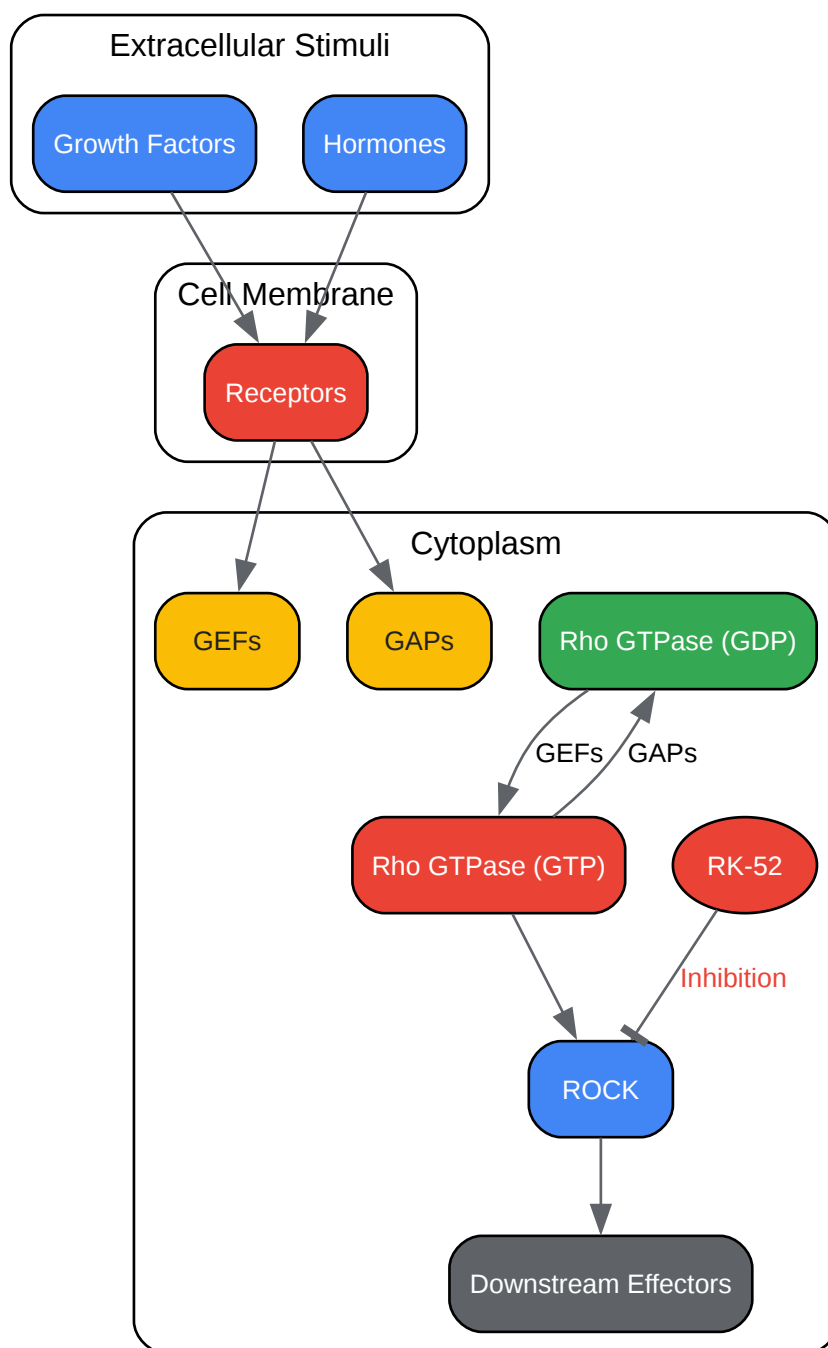 Extracellular Stimuli
Growth Factors
Hormones
Cell Membrane
Receptors
Cytoplasm
GEFs
GAPs
Rho GTPase (GDP)
GEFs
GAPs
Rho GTPase (GTP)
RK-52
Inhibition
ROCK
Downstream Effectors